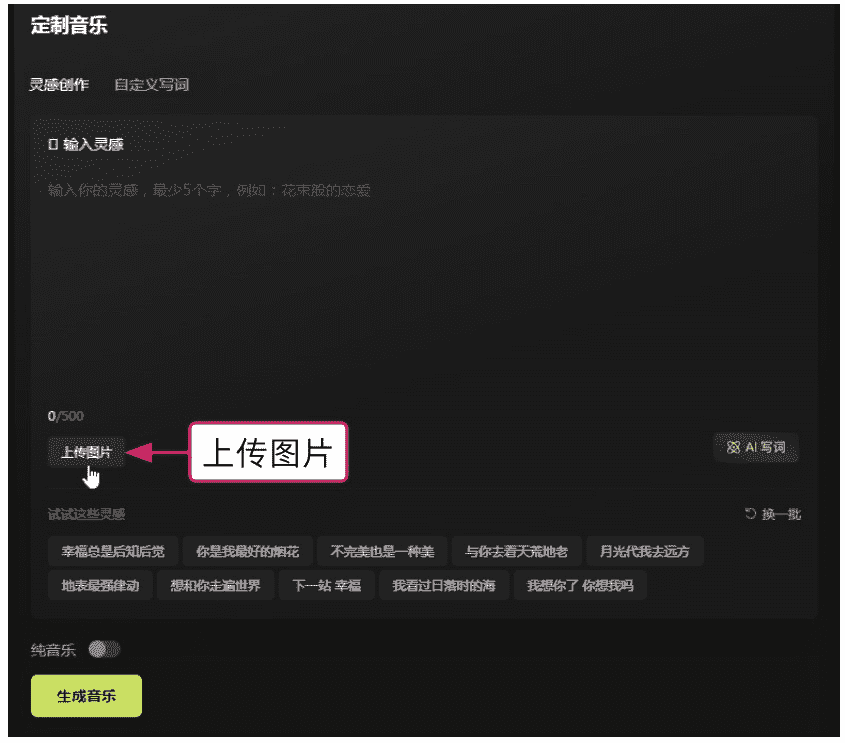 定制音乐
灵感创作 自定义写词
输入灵感
输入你的灵感，最少5个字，例如：花束般的恋爱
0/500
上传图片 上传图片 AI 写词
试试这些灵感 换一批
幸福总是后知后觉 你是我最好的烟花 不完美也是一种美 与你去看天荒地老 月光代我去远方
地表最强律动 想和你走遍世界 下一站 幸福 我看过日落时的海 我想你了 你想我吗
纯音乐
生成音乐